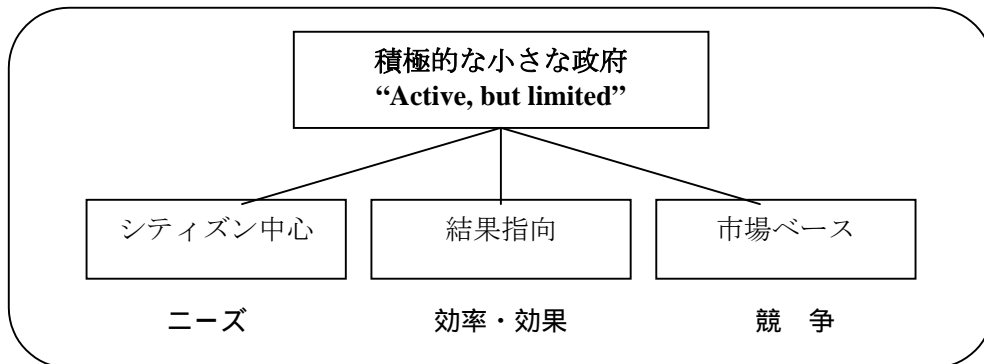 積極的な小さな政府
“Active, but limited”
シティズン中心
結果指向
市場ベース
ニーズ
効率・効果
競　争